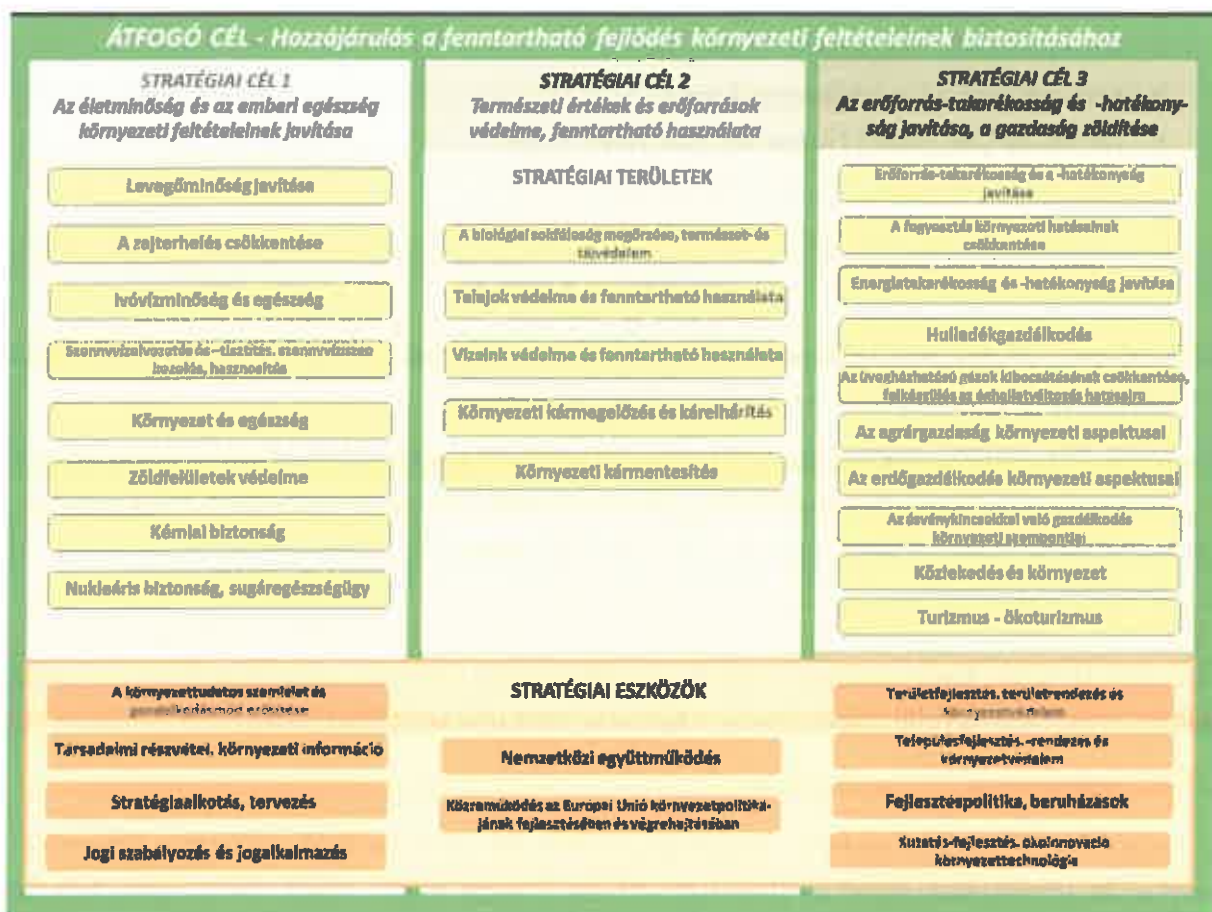 ÁTFOGÓ CÉL - Hozzájárulás a fenntartható fejlődés környezeti feltételeinek biztosításához
STRATÉGIAI CÉL 1
Az életminőség és az emberi egészség
környezeti feltételeinek javítása
Levegőminőség javítása
A zajterhelés csökkentése
Ivóvízminőség és egészség
Szennyvízelvezetés és –tisztítás, szennyvíziszap
kezelés, hasznosítás
Környezet és egészség
Zöldfelületek védelme
Kémiai biztonság
Nukleáris biztonság, sugáregészségügy
STRATÉGIAI CÉL 2
Természeti értékek és erőforrások
védelme, fenntartható használata
STRATÉGIAI TERÜLETEK
A biológiai sokféleség megőrzése, természet- és
tájvédelem
Talajok védelme és fenntartható használata
Vizeink védelme és fenntartható használata
Környezeti kármegelőzés és kárelhárítás
Környezeti kármentesítés
STRATÉGIAI CÉL 3
Az erőforrás-takarékosság és -hatékony-
ság javítása, a gazdaság zöldítése
Erőforrás-takarékosság és a -hatékonyság
javítása
A fogyasztás környezeti hatásainak
csökkentése
Energiatakarékosság és -hatékonyság javítása
Hulladékgazdálkodás
Az üvegházhatású gázok kibocsátásának csökkentése,
felkészülés az éghajlatváltozás hatásaira
Az agrárgazdaság környezeti aspektusai
Az erdőgazdálkodás környezeti aspektusai
Az ásványkincsekkel való gazdálkodás
környezeti szempontjai
Közlekedés és környezet
Turizmus - ökoturizmus
STRATÉGIAI ESZKÖZÖK
A környezettudatos szemlélet és
gondolkodásmód erősítése
Társadalmi részvétel, környezeti információ
Stratégiaalkotás, tervezés
Jogi szabályozás és jogalkalmazás
Nemzetközi együttműködés
Közreműködés az Európai Unió környezetpolitiká-
jának fejlesztésében és végrehajtásában
Területfejlesztés, területrendezés és
környezetvédelem
Településfejlesztés, -rendezés és
környezetvédelem
Fejlesztéspolitika, beruházások
Kutatás-fejlesztés, ökoinnováció
környezettechnológia